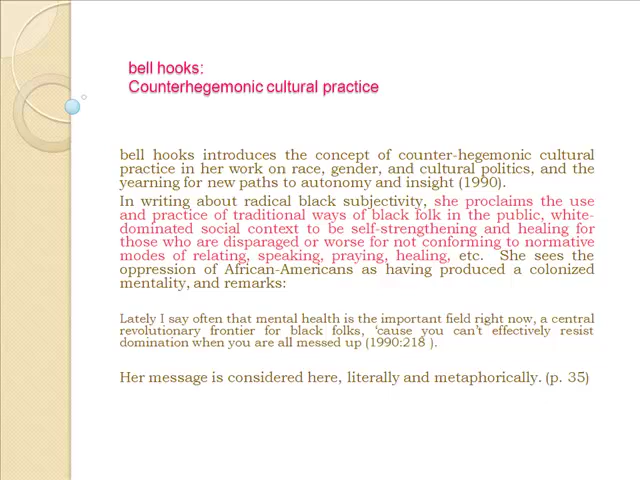 bell hooks:
Counterhegemonic cultural practice
bell hooks introduces the concept of counter-hegemonic cultural
practice in her work on race, gender, and cultural politics, and the
yearning for new paths to autonomy and insight (1990).
In writing about radical black subjectivity, she proclaims the use
and practice of traditional ways of black folk in the public, white-
dominated social context to be self-strengthening and healing for
those who are disparaged or worse for not conforming to normative
modes of relating, speaking, praying, healing, etc. She sees the
oppression of African-Americans as having produced a colonized
mentality, and remarks:
Lately I say often that mental health is the important field right now, a central
revolutionary frontier for black folks, ‘cause you can’t effectively resist
domination when you are all messed up (1990:218 ).
Her message is considered here, literally and metaphorically. (p. 35)